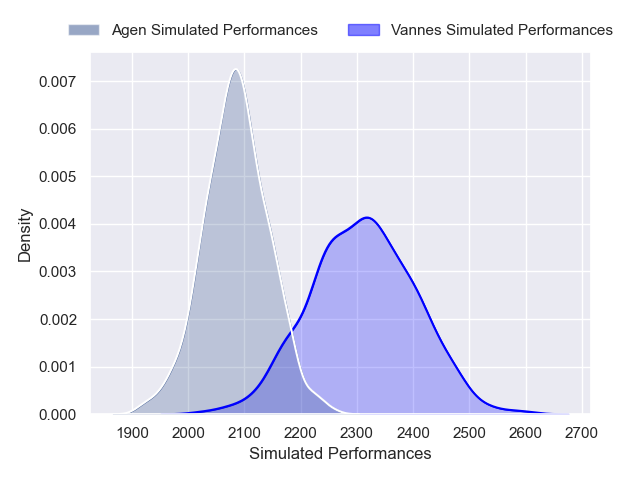 Agen Simulated Performances
Vannes Simulated Performances
0.007
0.006
0.005
0.004
0.003
0.002
0.001
0.000
Density
1900 2000 2100 2200 2300 2400 2500 2600 2700
Simulated Performances